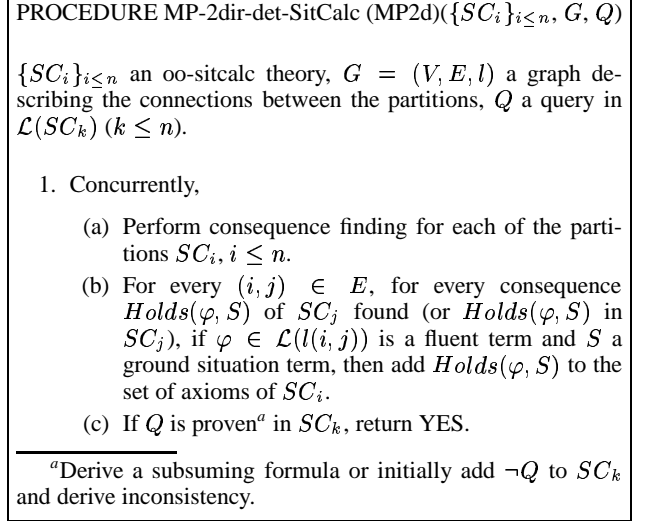 PROCEDURE MP-2dir-det-SitCalc (MP2d)({SC_i}_{i≤n}, G, Q)
{SC_i}_{i≤n} an oo-sitcalc theory, G = (V, E, l) a graph de-
scribing the connections between the partitions, Q a query in
ℒ(SC_k) (k ≤ n).
1. Concurrently,
(a) Perform consequence finding for each of the parti-
tions SC_i, i ≤ n.
(b) For every (i, j) ∈ E, for every consequence
Holds(φ, S) of SC_j found (or Holds(φ, S) in
SC_j), if φ ∈ ℒ(l(i, j)) is a fluent term and S a
ground situation term, then add Holds(φ, S) to the
set of axioms of SC_i.
(c) If Q is proven^a in SC_k, return YES.
^aDerive a subsuming formula or initially add ¬Q to SC_k
and derive inconsistency.